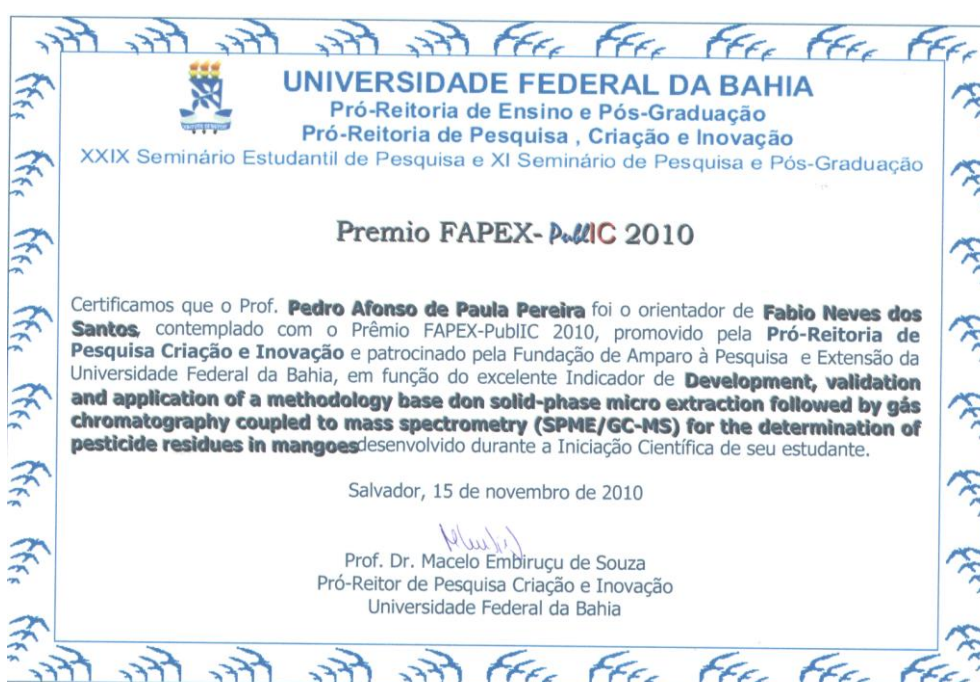 UNIVERSIDADE FEDERAL DA BAHIA
Pró-Reitoria de Ensino e Pós-Graduação
Pró-Reitoria de Pesquisa , Criação e Inovação
XXIX Seminário Estudantil de Pesquisa e XI Seminário de Pesquisa e Pós-Graduação
Premio FAPEX-PublIC 2010
Certificamos que o Prof. Pedro Afonso de Paula Pereira foi o orientador de Fabio Neves dos
Santos, contemplado com o Prêmio FAPEX-PublIC 2010, promovido pela Pró-Reitoria de
Pesquisa Criação e Inovação e patrocinado pela Fundação de Amparo à Pesquisa e Extensão da
Universidade Federal da Bahia, em função do excelente Indicador de Development, validation
and application of a methodology base don solid-phase micro extraction followed by gás
chromatography coupled to mass spectrometry (SPME/GC-MS) for the determination of
pesticide residues in mangoesdesenvolvido durante a Iniciação Científica de seu estudante.
Salvador, 15 de novembro de 2010
Prof. Dr. Macelo Embiruçu de Souza
Pró-Reitor de Pesquisa Criação e Inovação
Universidade Federal da Bahia